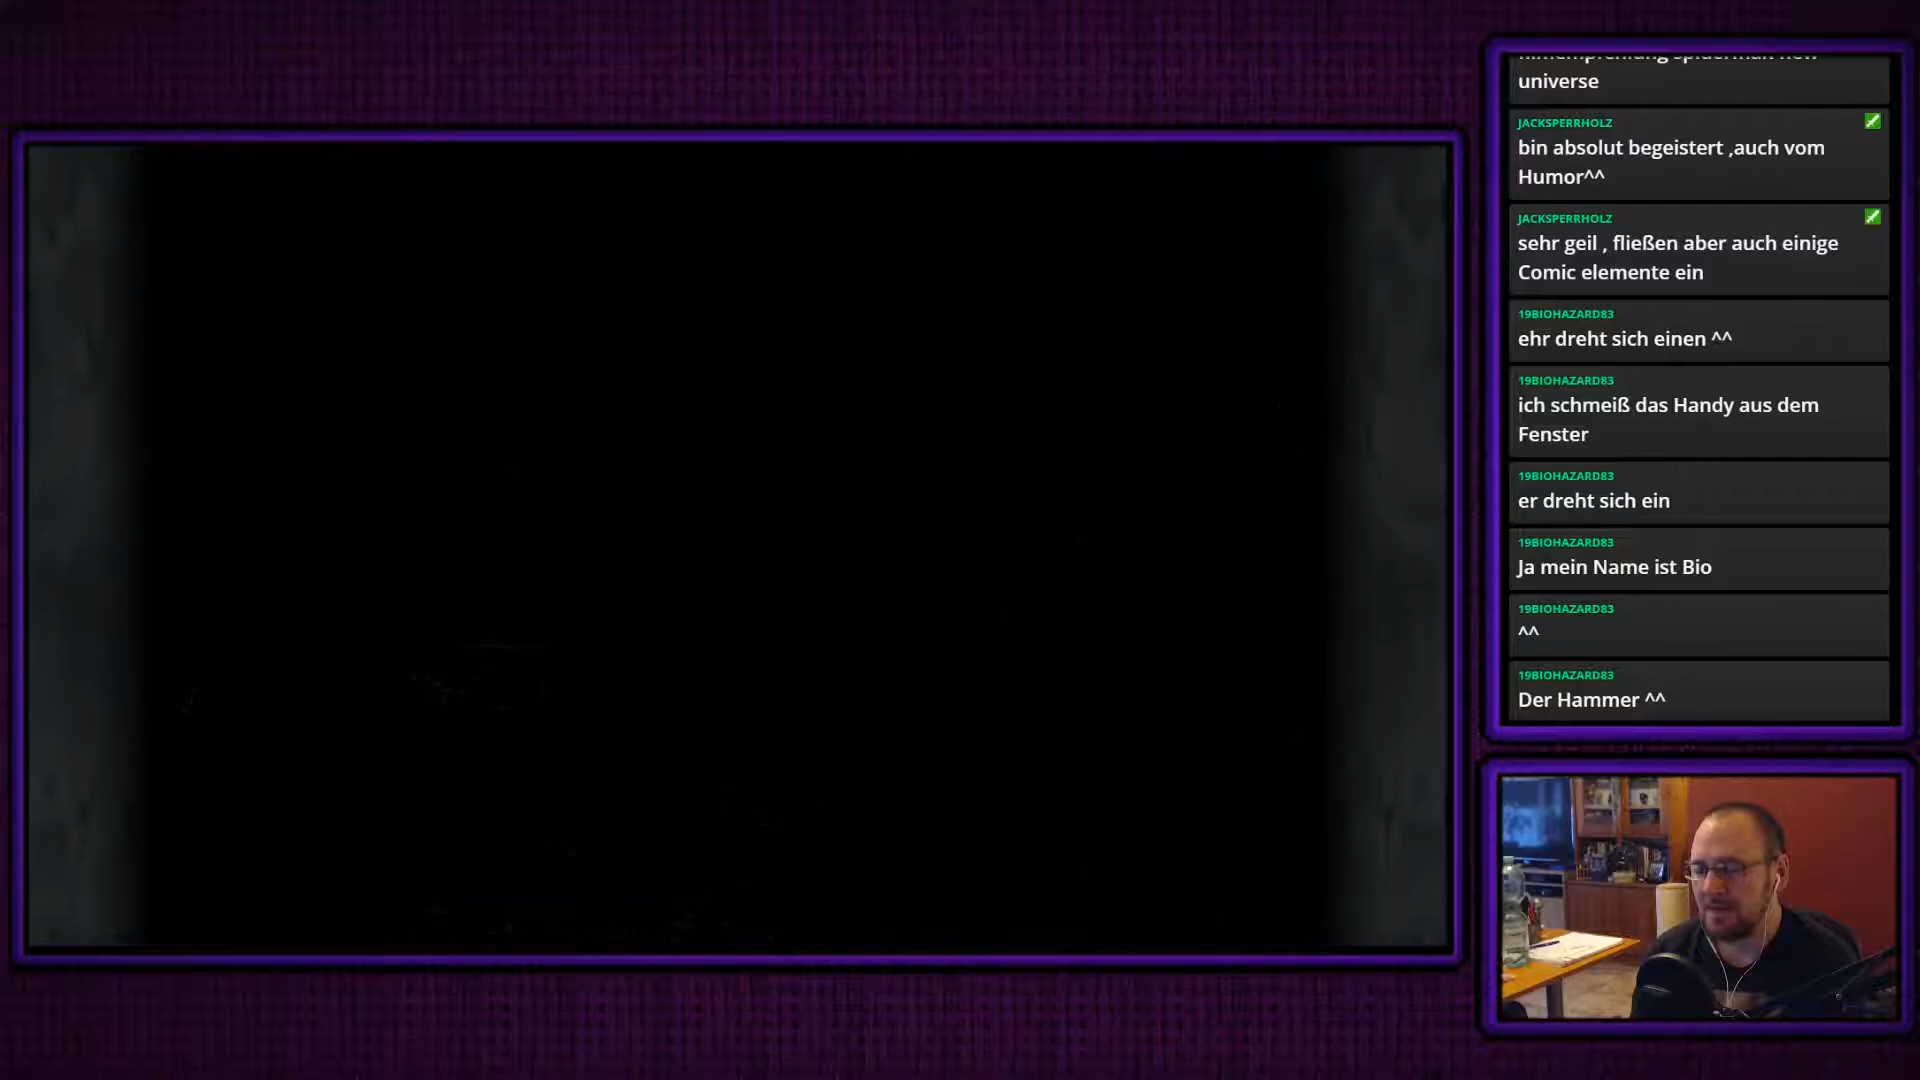 universe
JACKSPERRHOLZ
bin absolut begeistert ,auch vom
Humor^^
JACKSPERRHOLZ
sehr geil , fließen aber auch einige
Comic elemente ein
19BIOHAZARD83
ehr dreht sich einen ^^
19BIOHAZARD83
ich schmeiß das Handy aus dem
Fenster
19BIOHAZARD83
er dreht sich ein
19BIOHAZARD83
Ja mein Name ist Bio
19BIOHAZARD83
^^
19BIOHAZARD83
Der Hammer ^^